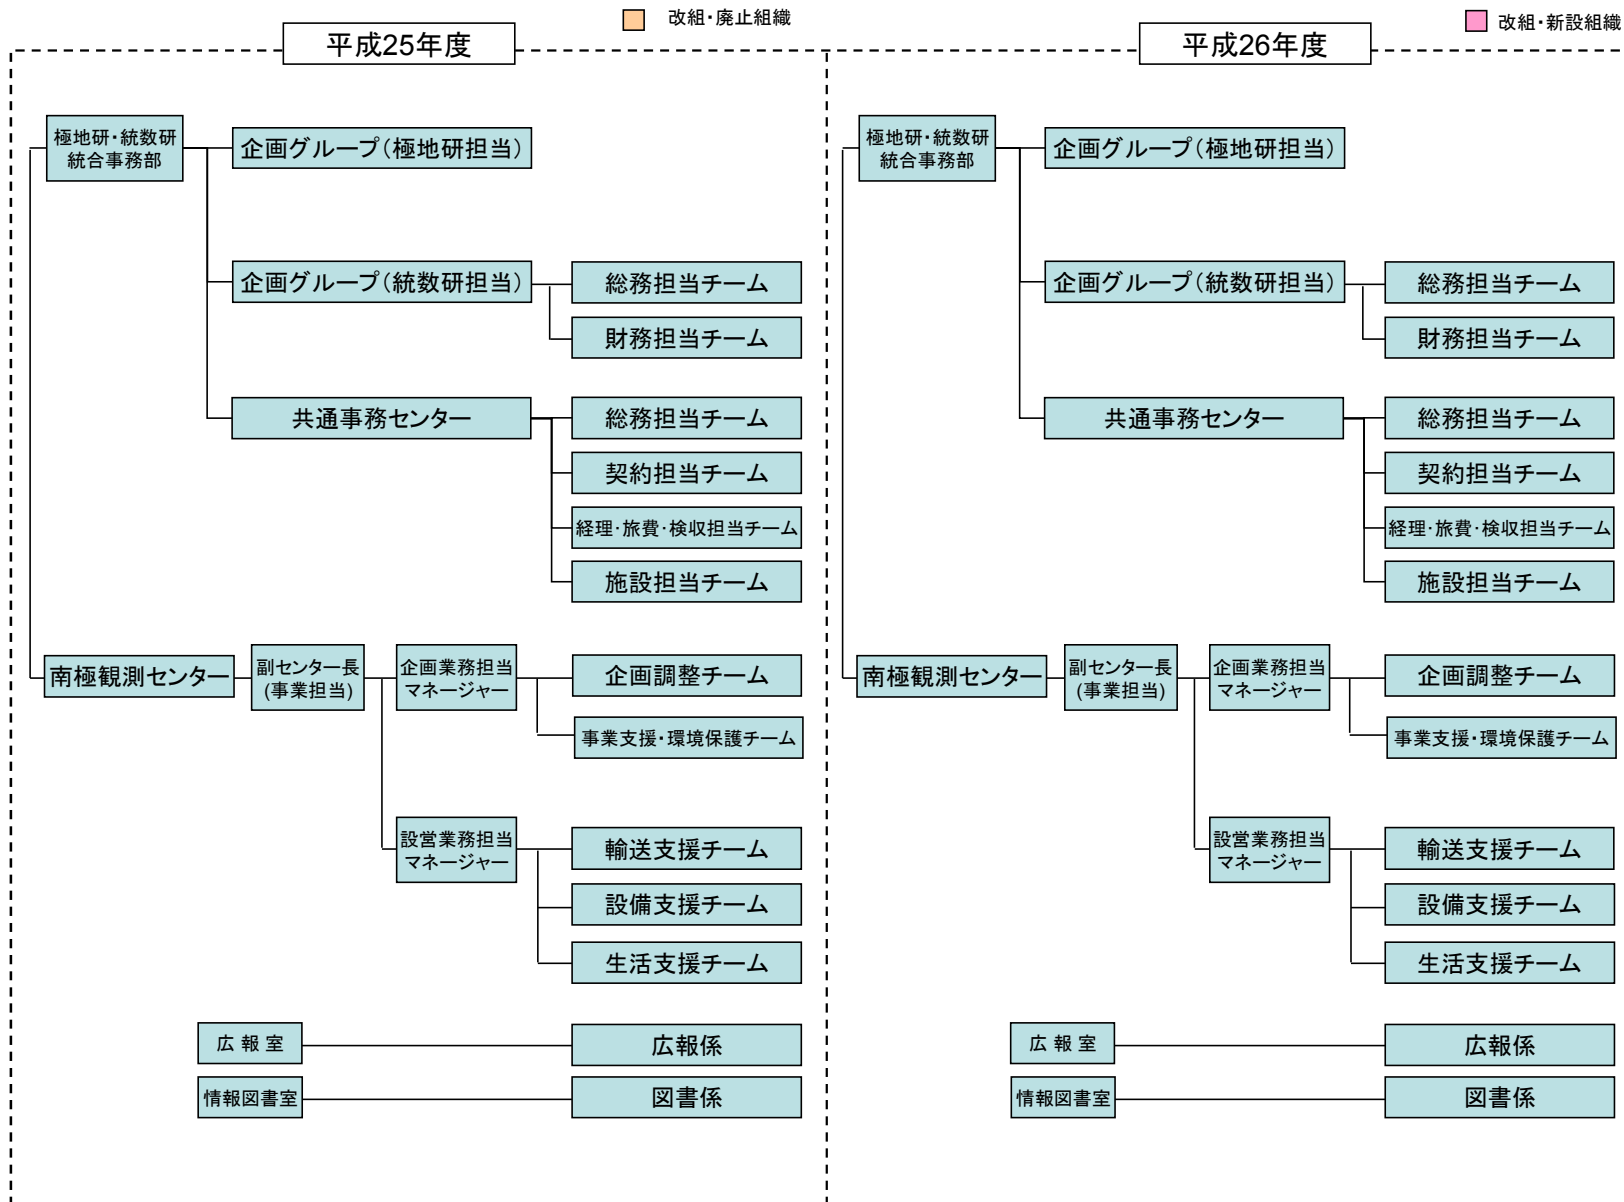 改組・廃止組織
改組・新設組織
平成25年度
極地研・統数研
統合事務部
企画グループ(極地研担当)
企画グループ(統数研担当)
総務担当チーム
財務担当チーム
共通事務センター
総務担当チーム
契約担当チーム
経理・旅費・検収担当チーム
施設担当チーム
南極観測センター
副センター長
(事業担当)
企画業務担当
マネージャー
企画調整チーム
事業支援・環境保護チーム
設営業務担当
マネージャー
輸送支援チーム
設備支援チーム
生活支援チーム
広 報 室
広報係
情報図書室
図書係
平成26年度
極地研・統数研
統合事務部
企画グループ(極地研担当)
企画グループ(統数研担当)
総務担当チーム
財務担当チーム
共通事務センター
総務担当チーム
契約担当チーム
経理・旅費・検収担当チーム
施設担当チーム
南極観測センター
副センター長
(事業担当)
企画業務担当
マネージャー
企画調整チーム
事業支援・環境保護チーム
設営業務担当
マネージャー
輸送支援チーム
設備支援チーム
生活支援チーム
広 報 室
広報係
情報図書室
図書係